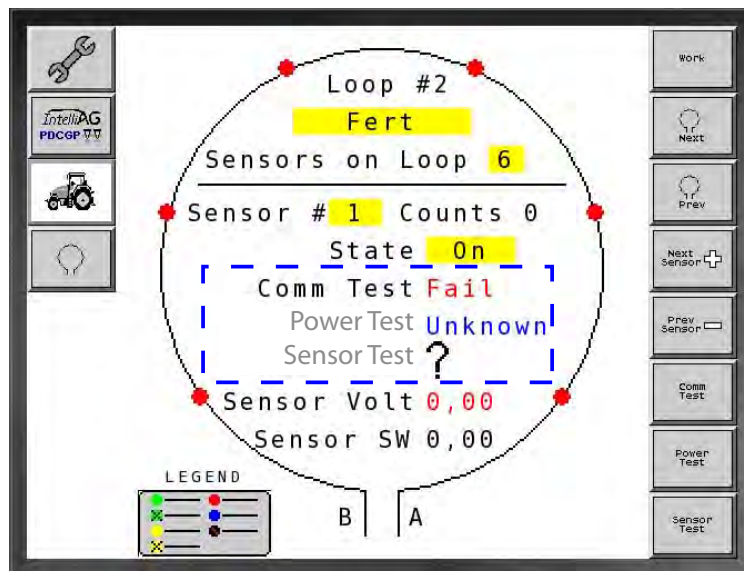 IntelliAG
PDCGP
Loop #2
Fert
Sensors on Loop 6
Sensor # 1 Counts 0
State On
Comm Test Fail
Power Test Unknown
Sensor Test ?
Sensor Volt 0,00
Sensor SW 0,00
LEGEND
B A
Work
Next
Prev
Next
Sensor
Prev
Sensor
Comm
Test
Power
Test
Sensor
Test